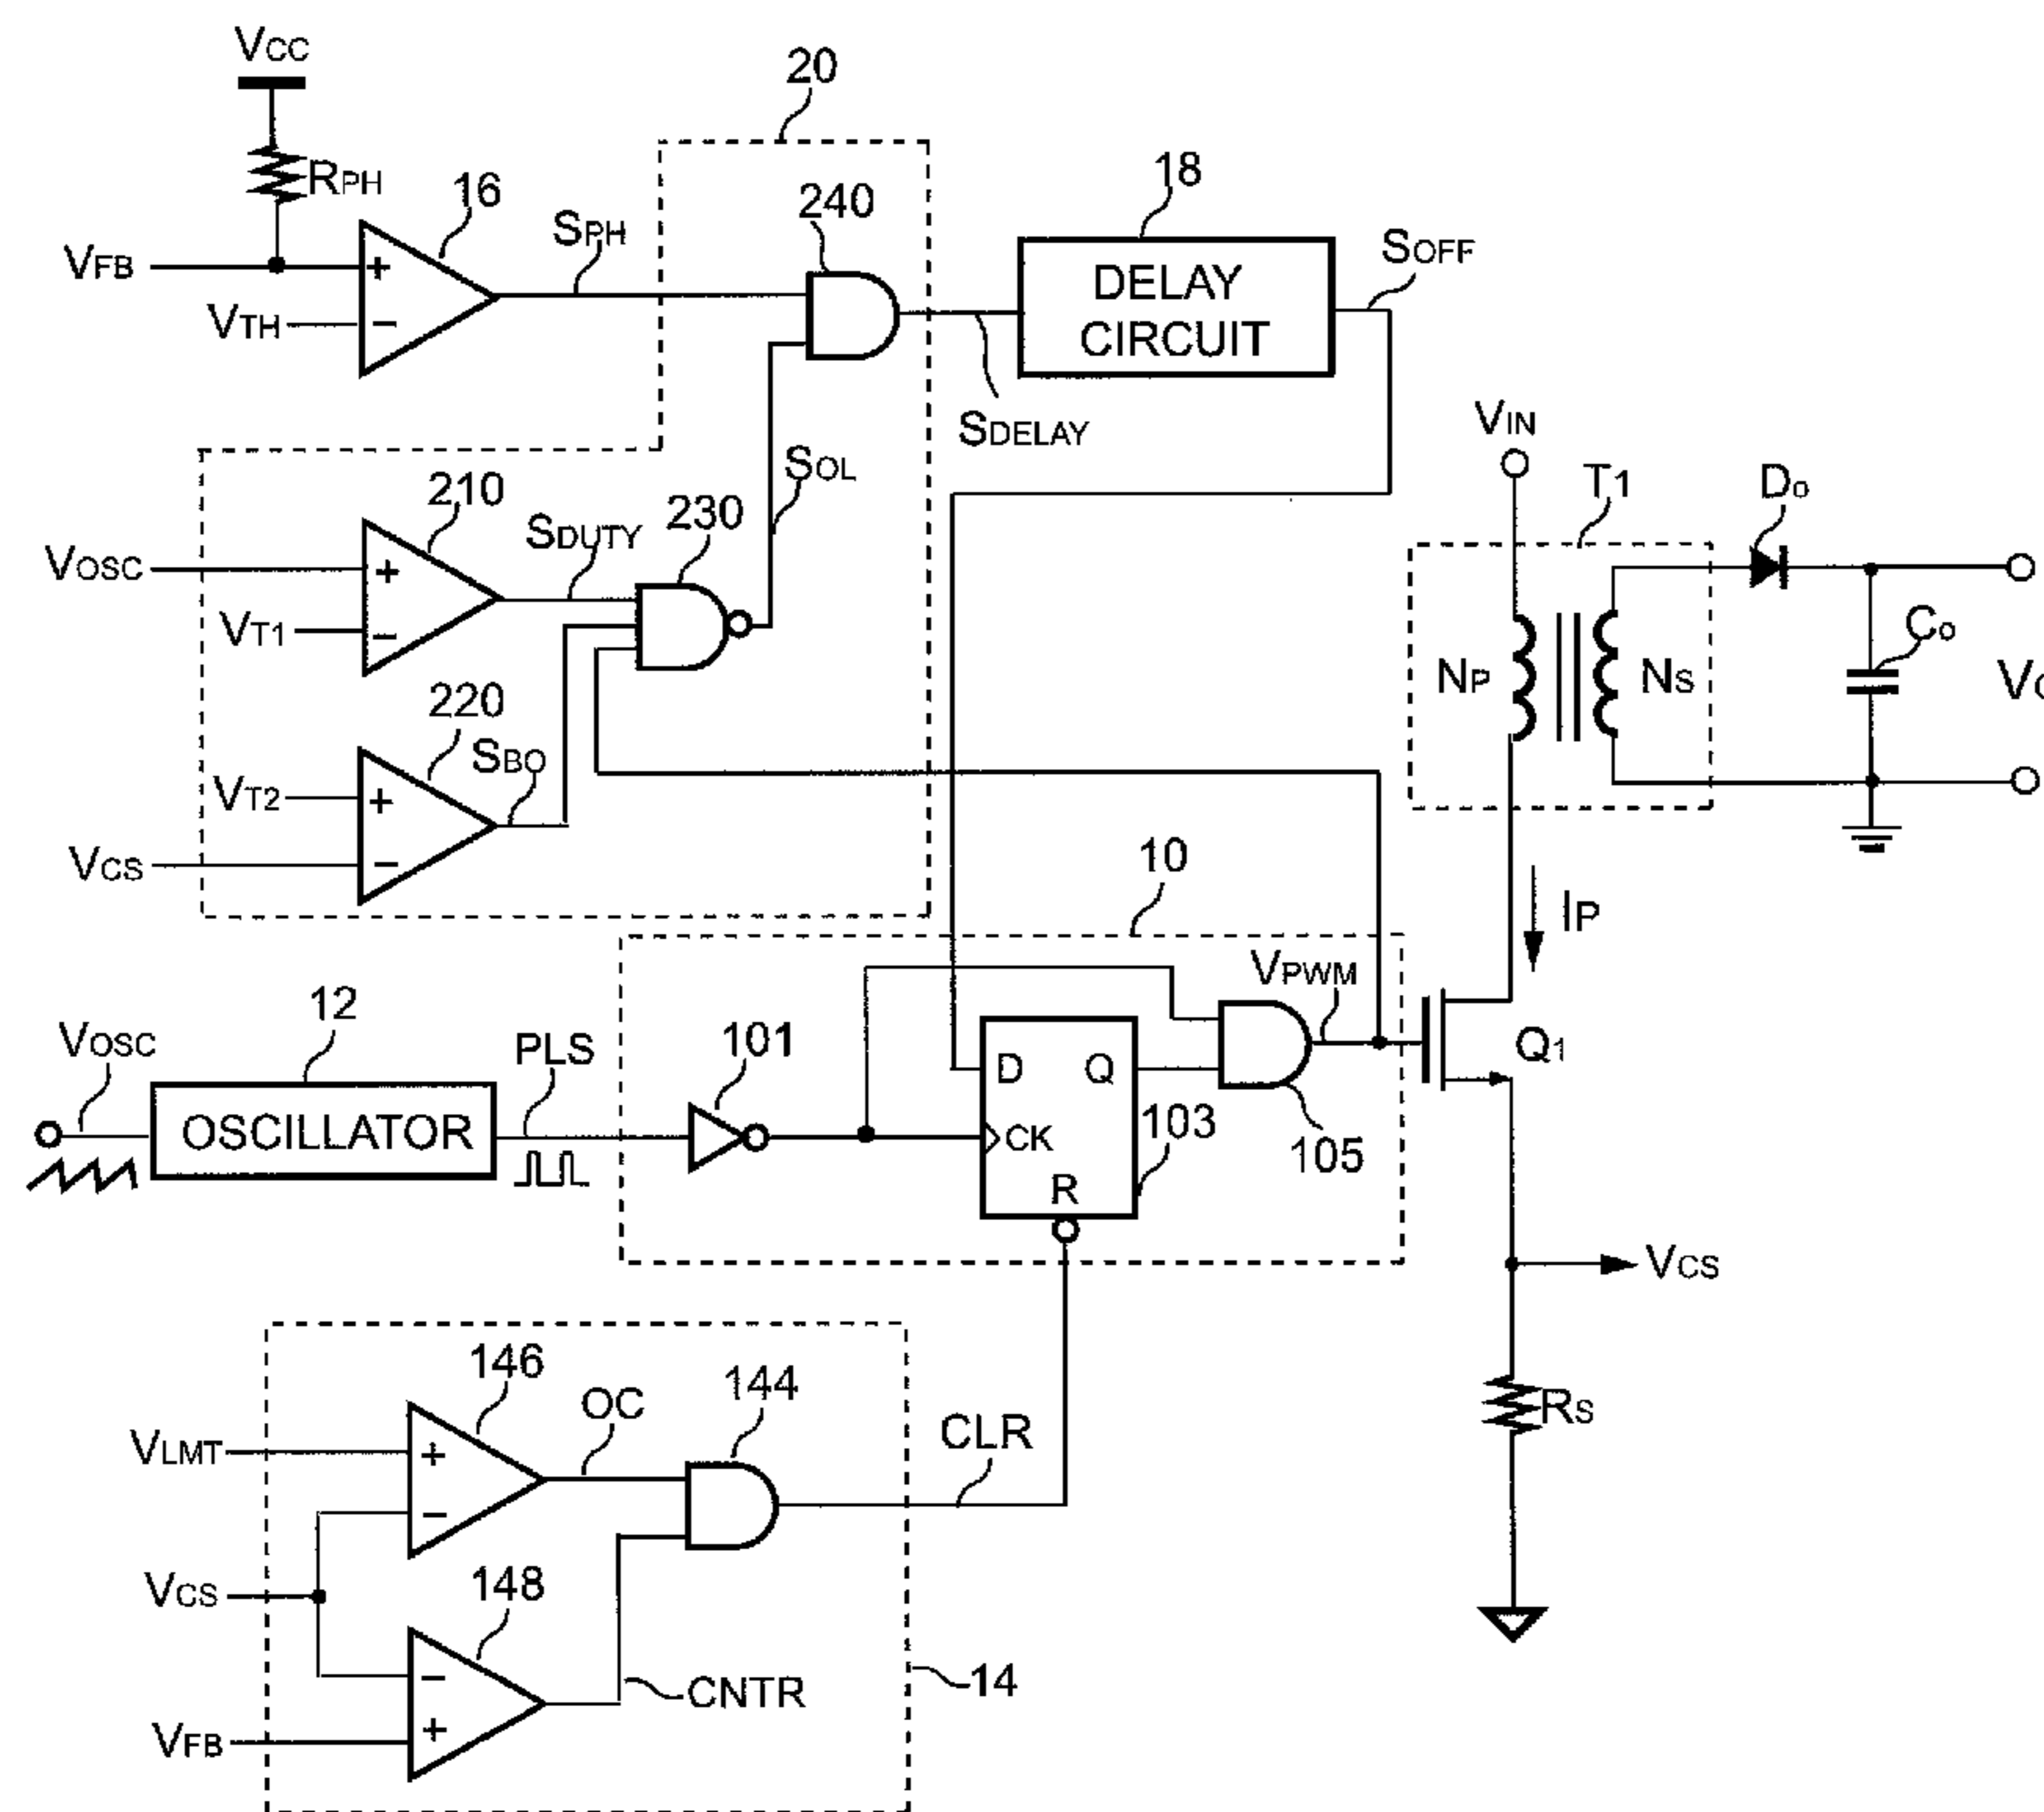 VCC
20
RPH
16
SPH
240
18
SOFF
VFB
+
VTH
−
DELAY
CIRCUIT
SDELAY
SOL
VIN
T1
Do
210
SDUTY
230
VOSC
+
VT1
−
Co
NP
NS
220
SBO
VT2
+
VCS
−
10
IP
VPWM
12
VOSC
PLS
101
OSCILLATOR
D
Q
CK
R
103
105
Q1
VCS
146
OC
144
CLR
VLMT
+
−
RS
VCS
148
−
CNTR
14
VFB
+